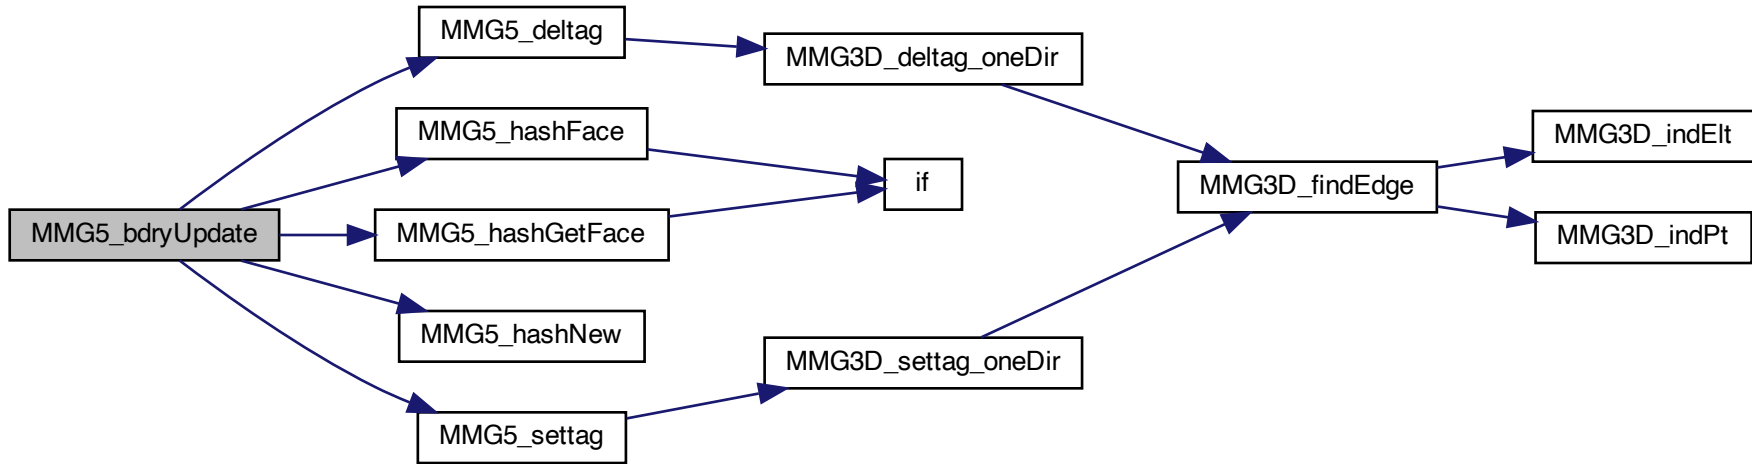 MMG5_bdryUpdate
MMG5_deltag
MMG5_hashFace
MMG5_hashGetFace
MMG5_hashNew
MMG5_settag
MMG3D_deltag_oneDir
if
MMG3D_settag_oneDir
MMG3D_findEdge
MMG3D_indElt
MMG3D_indPt